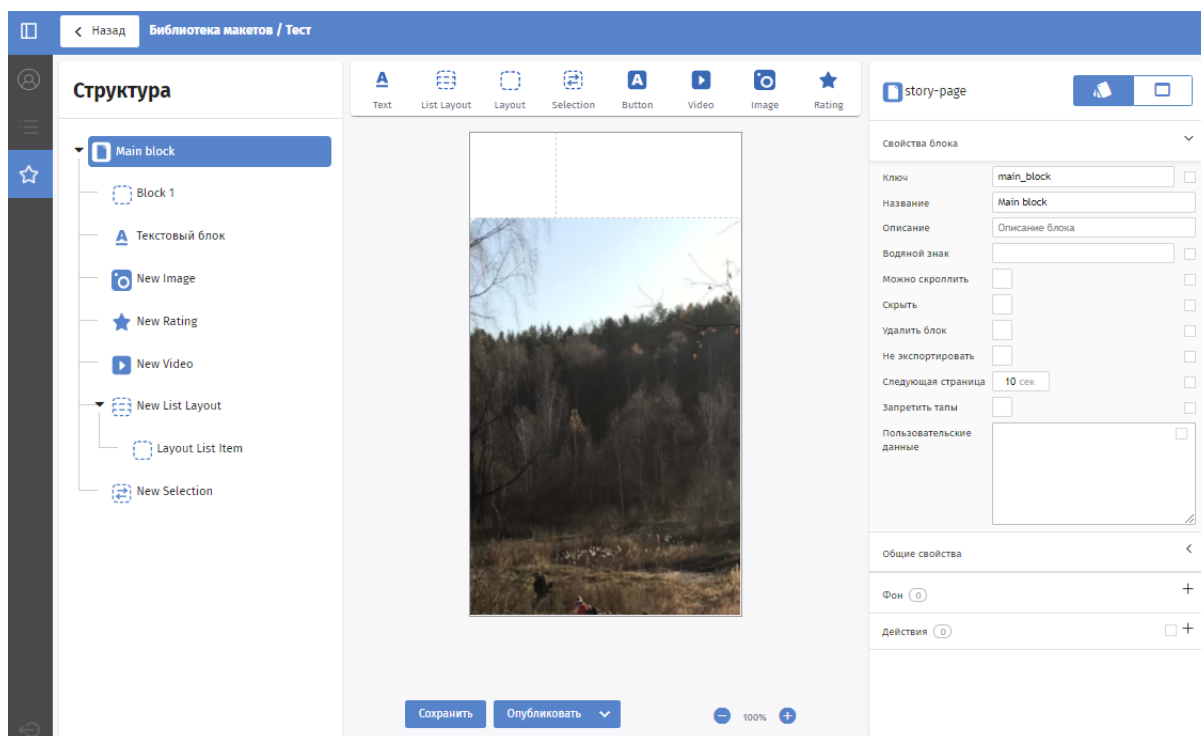 Назад
Библиотека макетов / Тест
Структура
Main block
Block 1
Текстовый блок
New Image
New Rating
New Video
New List Layout
Layout List Item
New Selection
Text
List Layout
Layout
Selection
Button
Video
Image
Rating
Сохранить
Опубликовать
100%
story-page
Свойства блока
Ключ main_block
Название Main block
Описание Описание блока
Водяной знак
Можно скроллить
Скрыть
Удалить блок
Не экспортировать
Следующая страница 10 сек
Запретить тапы
Пользовательские
данные
Общие свойства
Фон 0
Действия 0